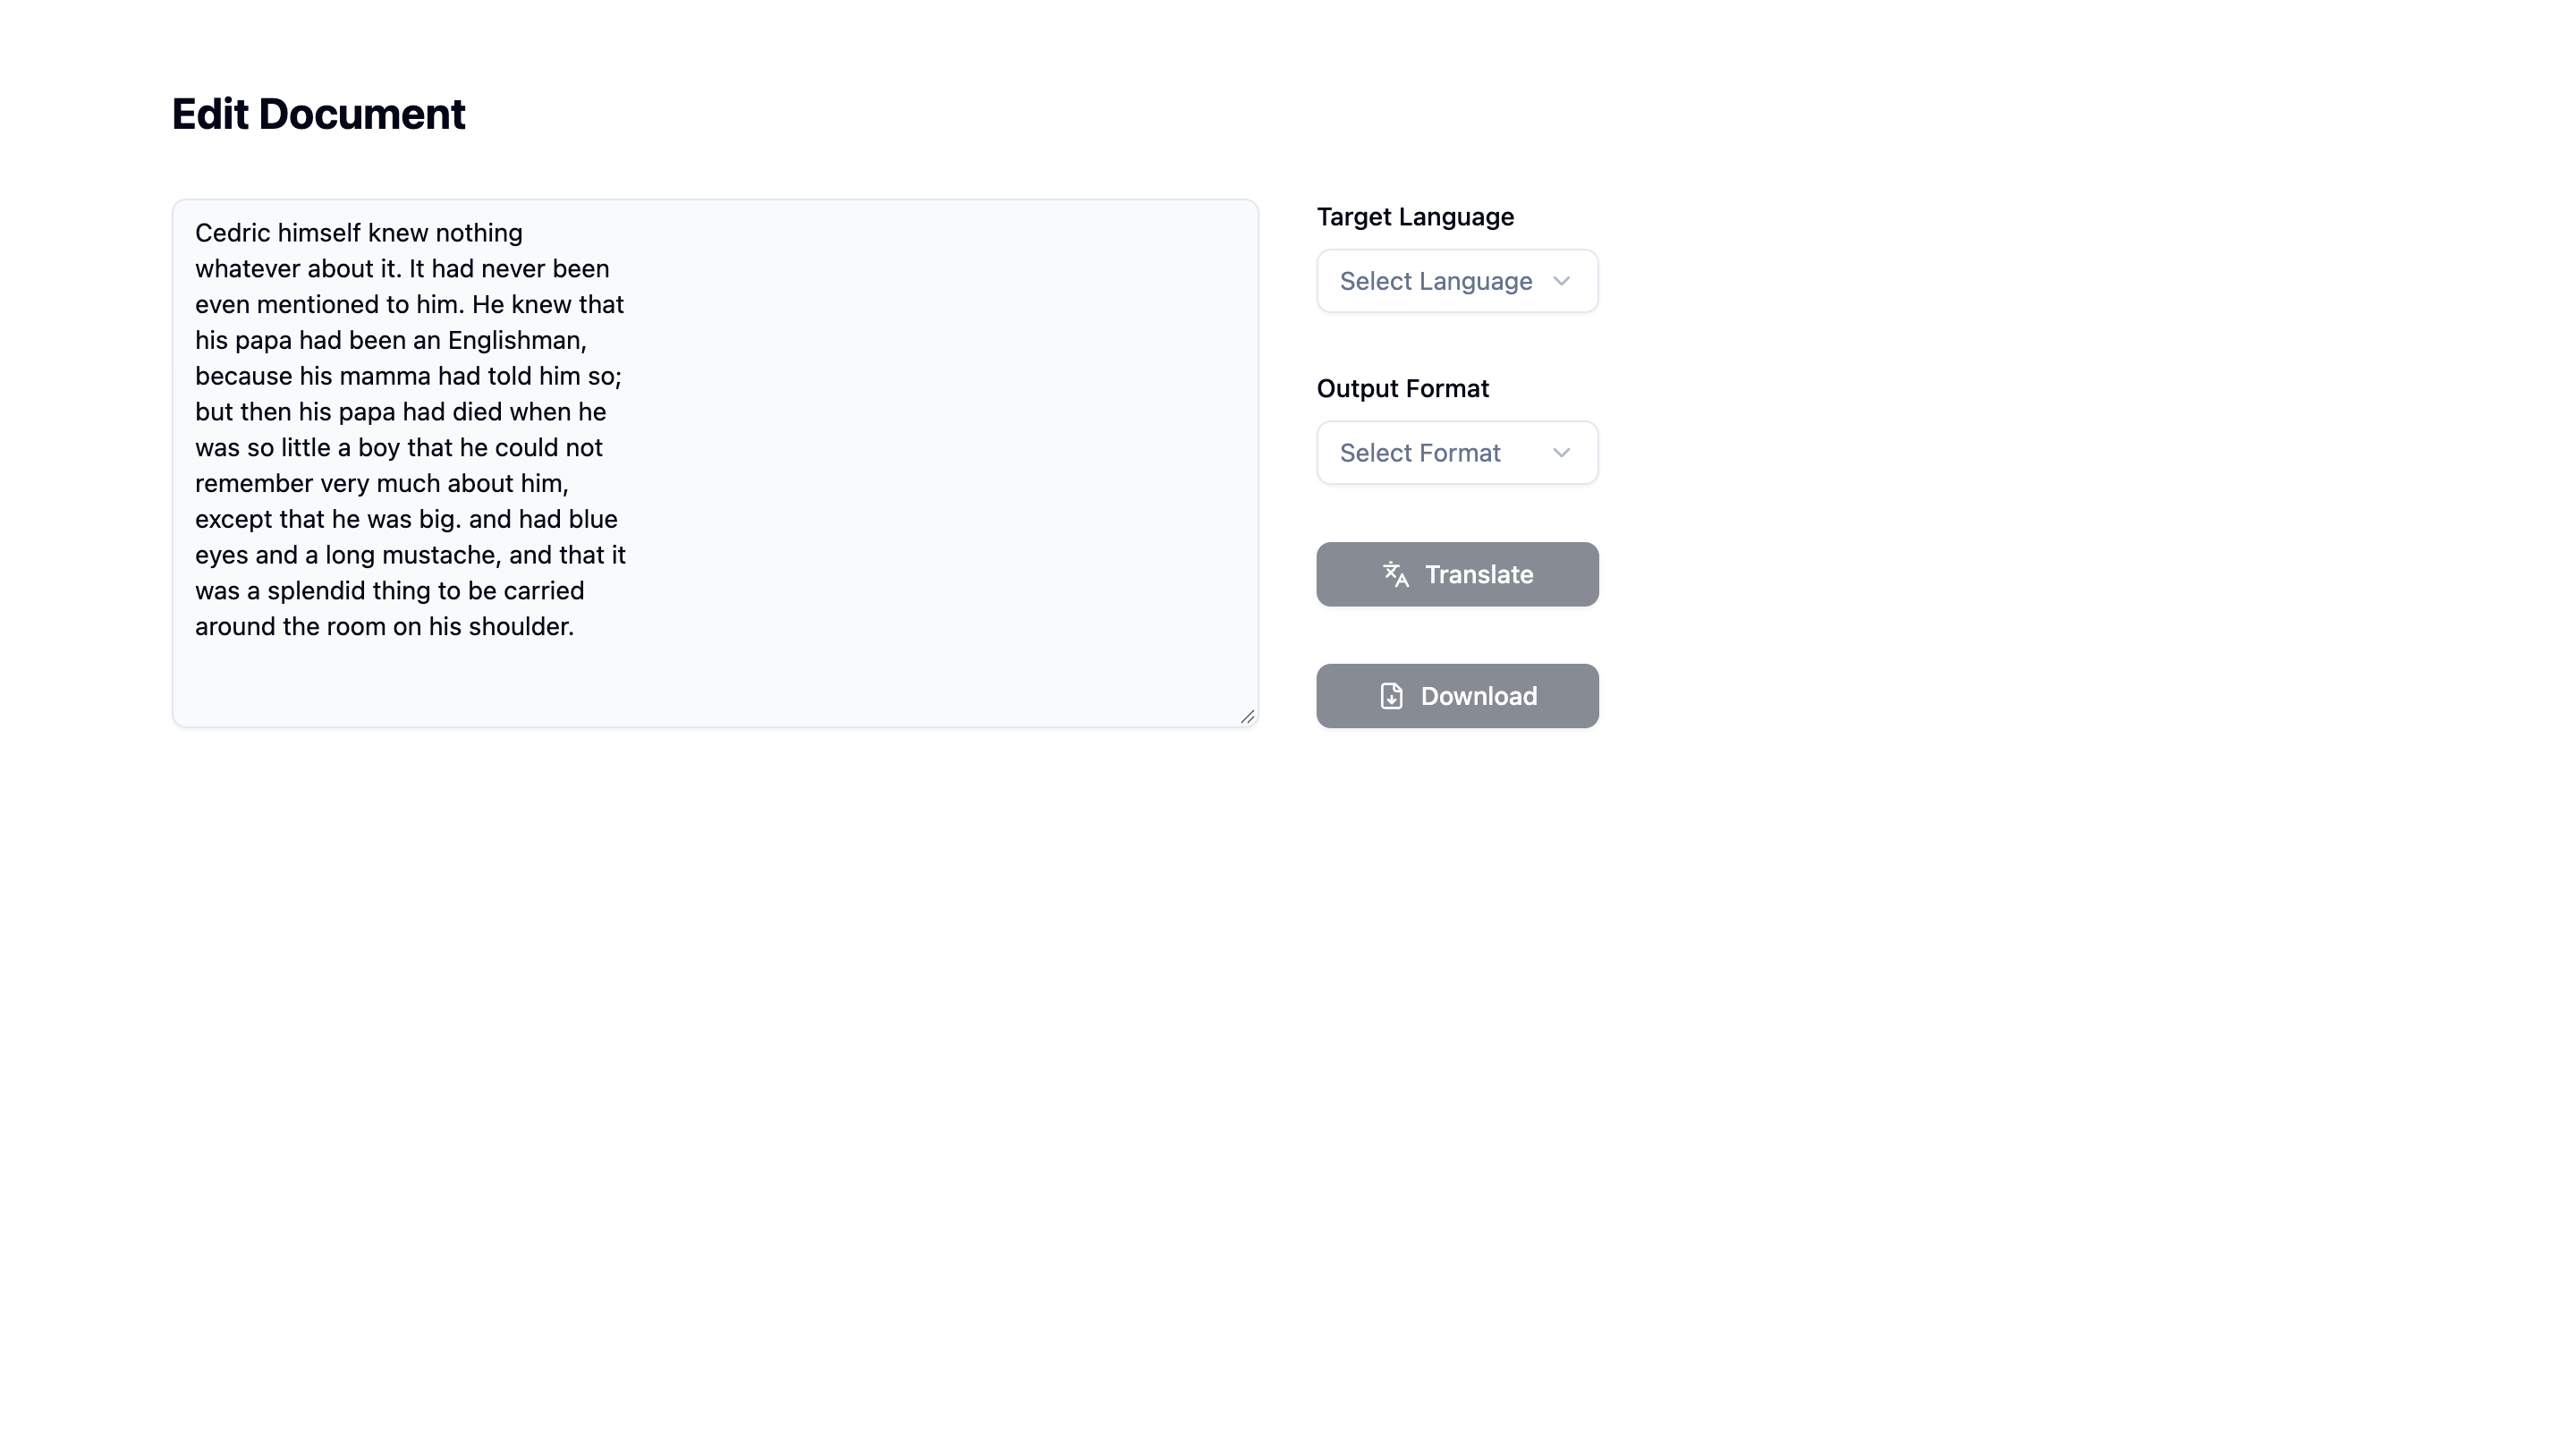 Edit Document
Cedric himself knew nothing
whatever about it. It had never been
even mentioned to him. He knew that
his papa had been an Englishman,
because his mamma had told him so;
but then his papa had died when he
was so little a boy that he could not
remember very much about him,
except that he was big. and had blue
eyes and a long mustache, and that it
was a splendid thing to be carried
around the room on his shoulder.
Target Language
Select Language
Output Format
Select Format
Translate
Download